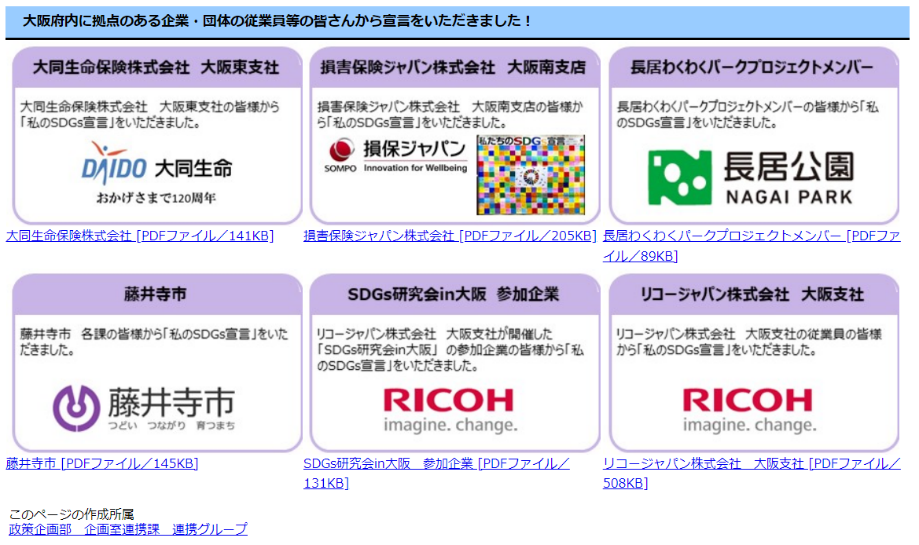 大阪府内に拠点のある企業・団体の従業員等の皆さんから宣言をいただきました！
大同生命保険株式会社　大阪東支社
大同生命保険株式会社　大阪東支社の皆様から
「私のSDGs宣言」をいただきました。
DAIDO 大同生命
おかげさまで120周年
大同生命保険株式会社 [PDFファイル／141KB]
損害保険ジャパン株式会社　大阪南支店
損害保険ジャパン株式会社　大阪南支店の皆様か
ら「私のSDGs宣言」をいただきました。
SOMPO
損保ジャパン
Innovation for Wellbeing
私たちのSDG 宣言
損害保険ジャパン株式会社 [PDFファイル／205KB]
長居わくわくパークプロジェクトメンバー
長居わくわくパークプロジェクトメンバーの皆様から「私
のSDGs宣言」をいただきました。
長居公園
NAGAI PARK
長居わくわくパークプロジェクトメンバー [PDFファ
イル／89KB]
藤井寺市
藤井寺市　各課の皆様から「私のSDGs宣言」をいた
だきました。
藤井寺市
つどい　つながり　育つまち
藤井寺市 [PDFファイル／145KB]
SDGs研究会in大阪　参加企業
リコージャパン株式会社　大阪支社が開催した
「SDGs研究会in大阪」の参加企業の皆様から「私
のSDGs宣言」をいただきました。
RICOH
imagine. change.
SDGs研究会in大阪　参加企業 [PDFファイル／
131KB]
リコージャパン株式会社　大阪支社
リコージャパン株式会社　大阪支社の従業員の皆様
から「私のSDGs宣言」をいただきました。
RICOH
imagine. change.
リコージャパン株式会社　大阪支社 [PDFファイル／
508KB]
このページの作成所属
政策企画部　企画室連携課　連携グループ